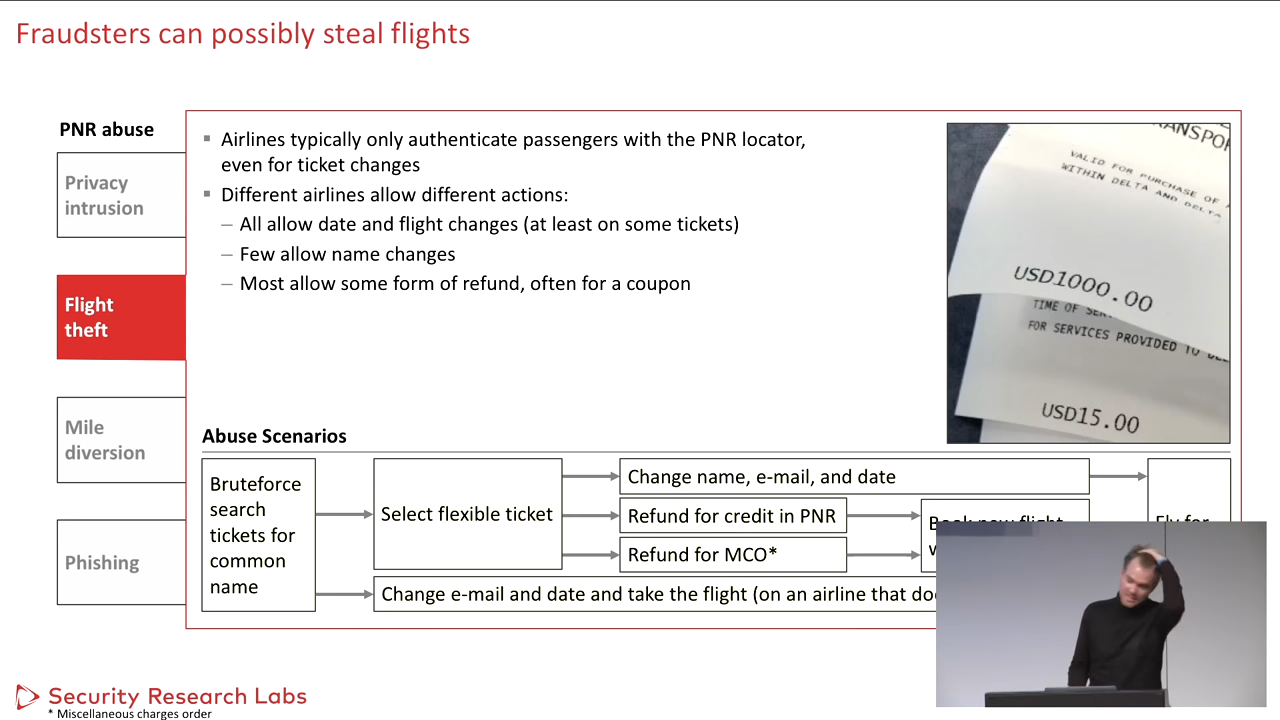 Fraudsters can possibly steal flights
PNR abuse
Privacy
intrusion
Flight
theft
Mile
diversion
Phishing
Airlines typically only authenticate passengers with the PNR locator,
even for ticket changes
Different airlines allow different actions:
– All allow date and flight changes (at least on some tickets)
– Few allow name changes
– Most allow some form of refund, often for a coupon
VALID FOR PURCHASE OF
WITHIN DELTA AND
USD1000.00
TIME OF
FOR SERVICES PROVIDED TO
USD15.00
Abuse Scenarios
Bruteforce
search
tickets for
common
name
Select flexible ticket
Change name, e-mail, and date
Refund for credit in PNR
Refund for MCO*
Book new flight
Fly for
Change e-mail and date and take the flight (on an airline that
Security Research Labs
* Miscellaneous charges order